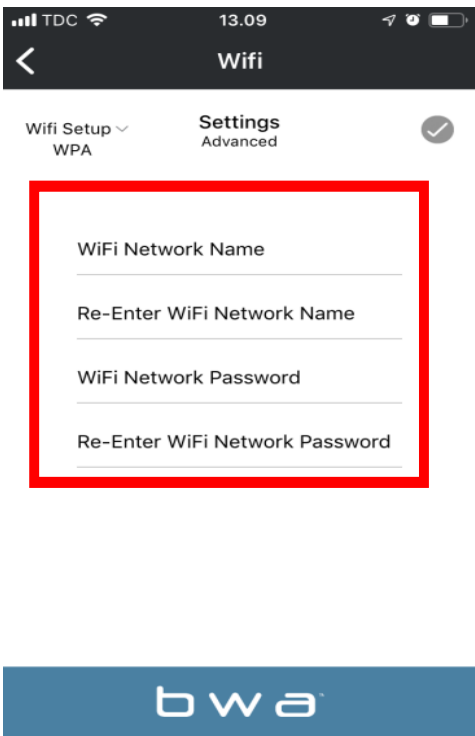 TDC 13.09
Wifi
Wifi Setup
WPA
Settings
Advanced
WiFi Network Name
Re-Enter WiFi Network Name
WiFi Network Password
Re-Enter WiFi Network Password
bwa